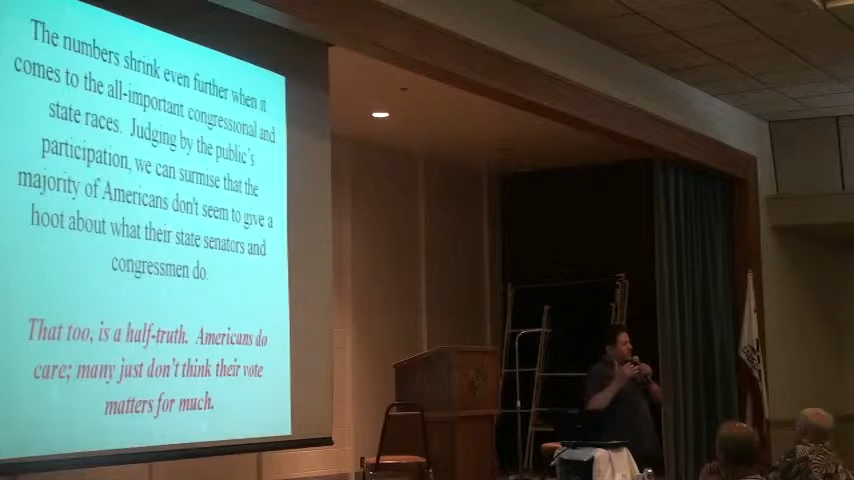 The numbers shrink even further when it
comes to the all-important congressional and
state races. Judging by the public's
participation, we can surmise that the
majority of Americans don't seem to give a
hoot about what their state senators and
congressmen do.
That too, is a half-truth. Americans do
care; many just don't think their vote
matters for much.